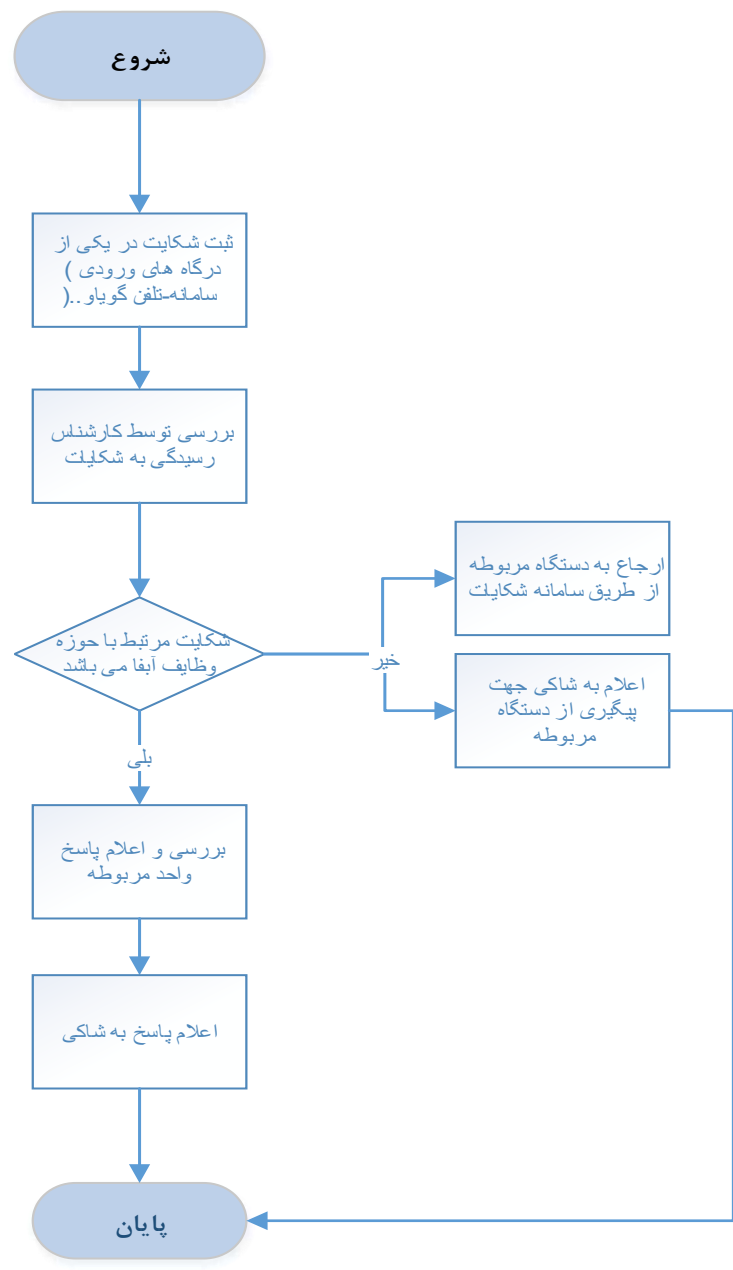 شروع
ثبت شکایت در یکی از
درگاه های ورودی (
سامانه-تلفن گویاو..)
بررسی توسط کارشناس
رسیدگی به شکایات
شکایت مرتبط با حوزه
وظایف آبفا می باشد
خیر
ارجاع به دستگاه مربوطه
از طریق سامانه شکایات
اعلام به شاکی جهت
پیگیری از دستگاه
مربوطه
بلی
بررسی و اعلام پاسخ
واحد مربوطه
اعلام پاسخ به شاکی
پایان